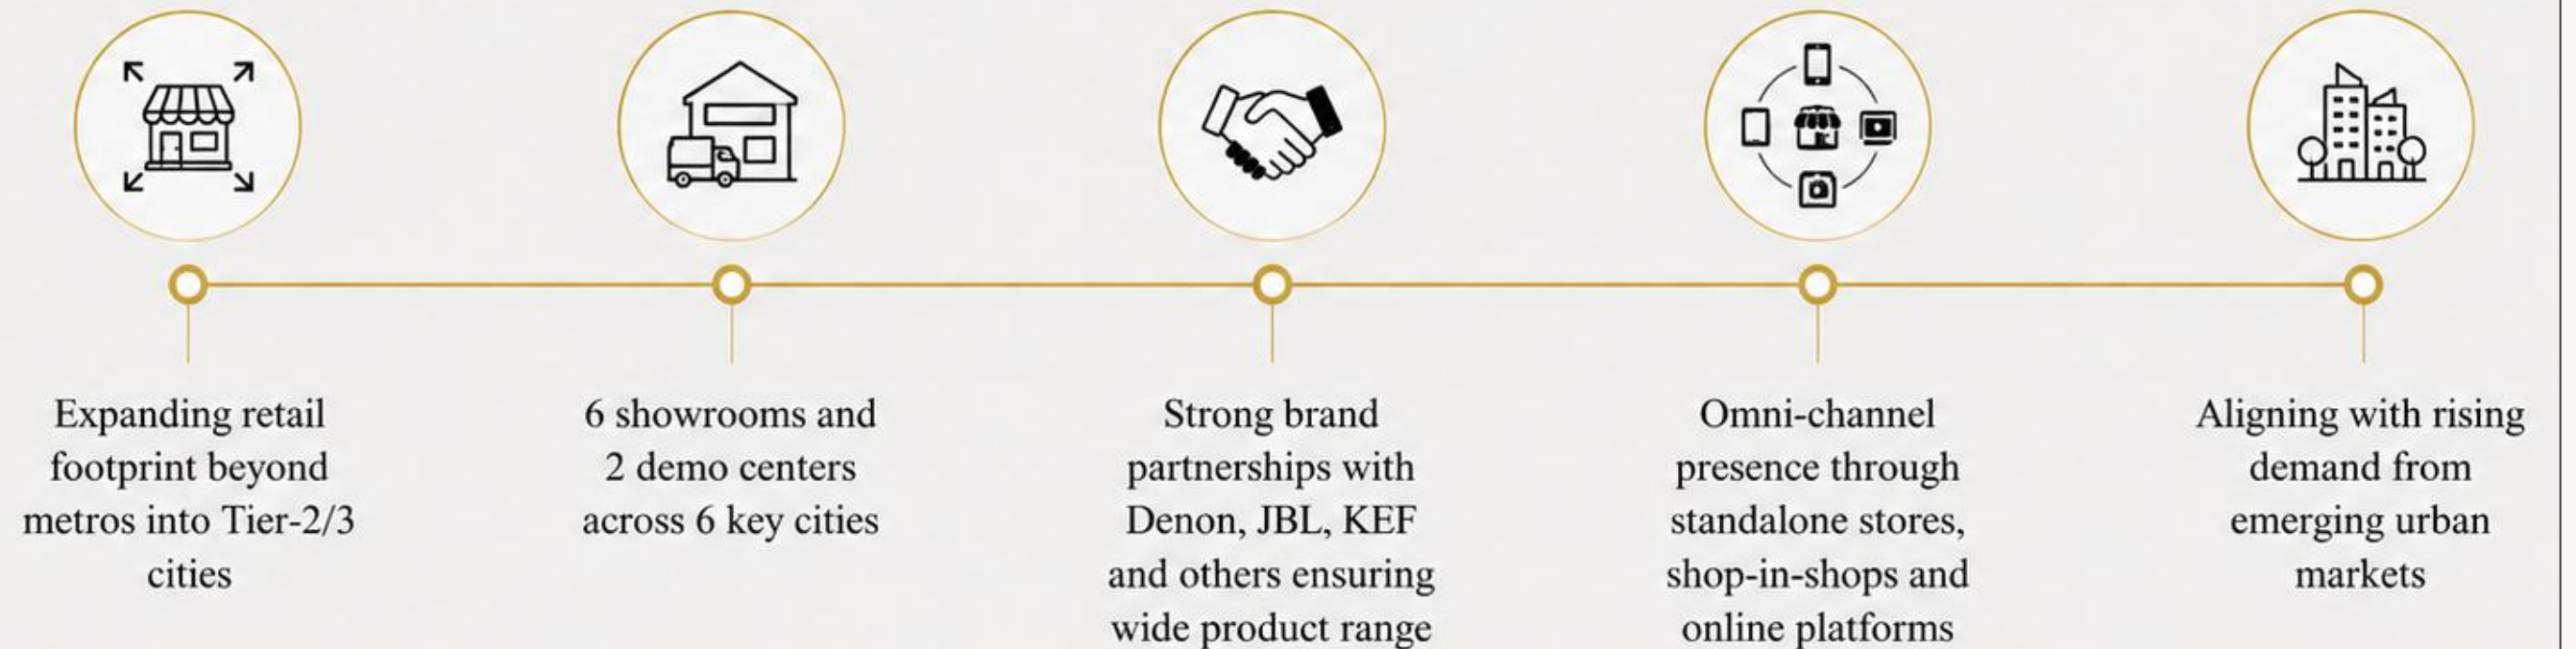 Expanding retail
footprint beyond
metros into Tier-2/3
cities
6 showrooms and
2 demo centers
across 6 key cities
Strong brand
partnerships with
Denon, JBL, KEF
and others ensuring
wide product range
Omni-channel
presence through
standalone stores,
shop-in-shops and
online platforms
Aligning with rising
demand from
emerging urban
markets